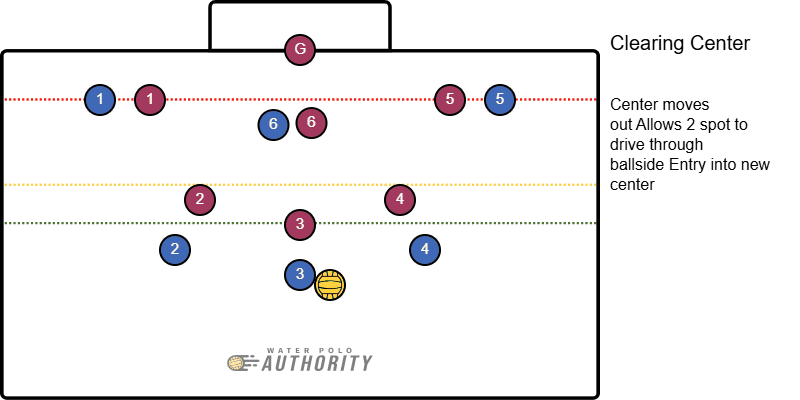 G
Clearing Center
1 1 5 5
6 6
Center moves
out Allows 2 spot to
drive through
ballside Entry into new
center
2 4
3
2 4
3
WATER POLO
AUTHORITY